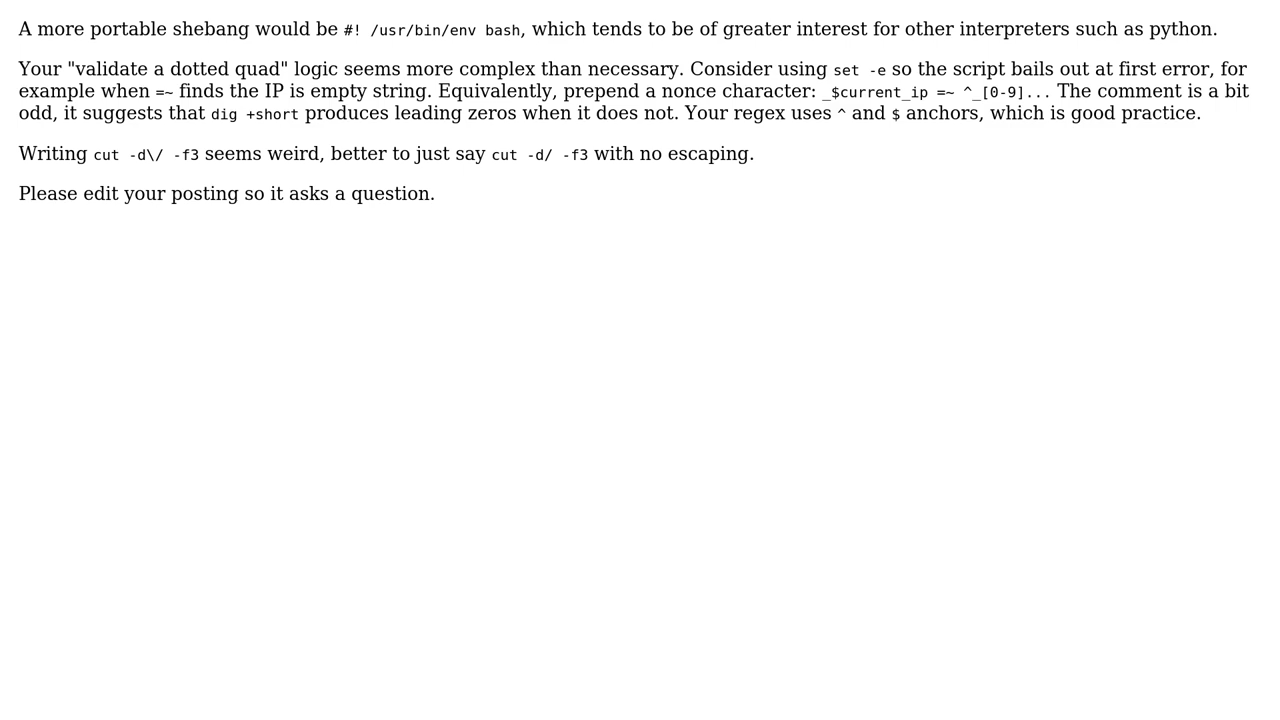 A more portable shebang would be #! /usr/bin/env bash, which tends to be of greater interest for other interpreters such as python.
Your "validate a dotted quad" logic seems more complex than necessary. Consider using set -e so the script bails out at first error, for
example when =~ finds the IP is empty string. Equivalently, prepend a nonce character: _$current_ip =~ ^_[0-9]... The comment is a bit
odd, it suggests that dig +short produces leading zeros when it does not. Your regex uses ^ and $ anchors, which is good practice.
Writing cut -d\/ -f3 seems weird, better to just say cut -d/ -f3 with no escaping.
Please edit your posting so it asks a question.